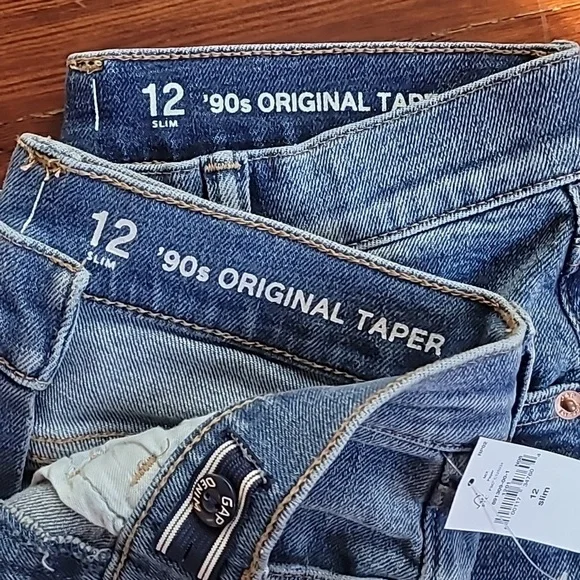 12
SLIM
'90s ORIGINAL TAPER
12
SLIM
'90s ORIGINAL TAPER
GAP
DENIM
12
slim